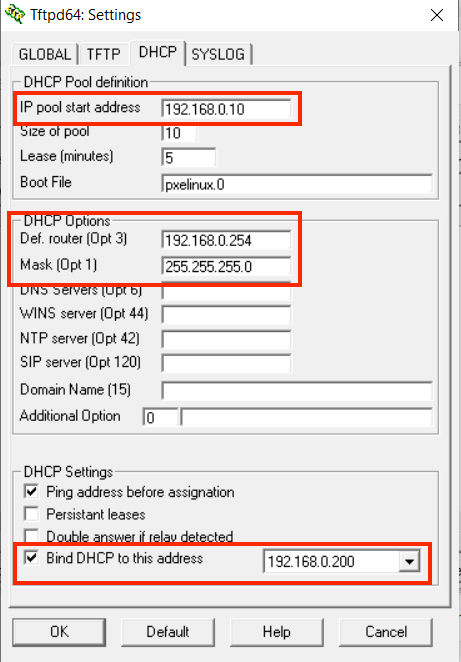 Tftpd64: Settings
GLOBAL TFTP DHCP SYSLOG
DHCP Pool definition
IP pool start address 192.168.0.10
Size of pool 10
Lease (minutes) 5
Boot File pxelinux.0
DHCP Options
Def. router (Opt 3) 192.168.0.254
Mask (Opt 1) 255.255.255.0
DNS Servers (Opt 6)
WINS server (Opt 44)
NTP server (Opt 42)
SIP server (Opt 120)
Domain Name (15)
Additional Option 0
DHCP Settings
Ping address before assignation
Persistant leases
Double answer if relay detected
Bind DHCP to this address 192.168.0.200
OK Default Help Cancel